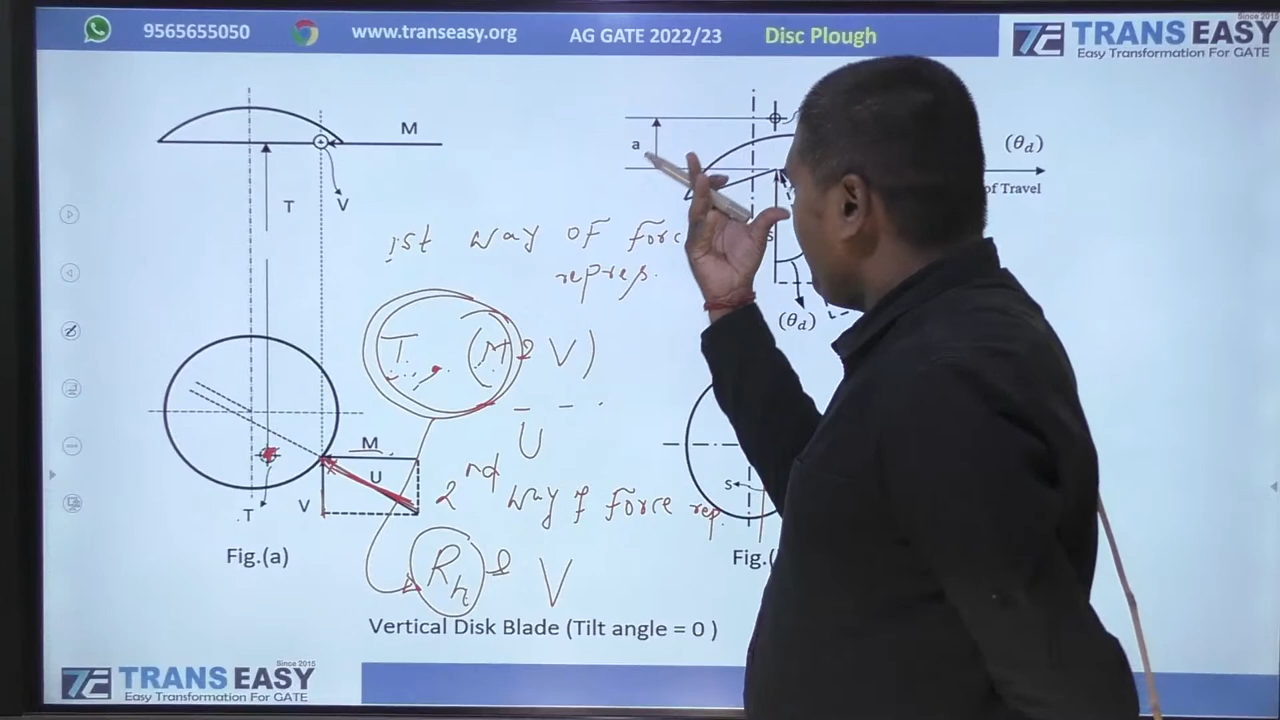 9565655050
www.transeasy.org
AG GATE 2022/23
Disc Plough
Since 2015
TRANS EASY
Easy Transformation For GATE
M
V
T
a
(θd)
of Travel
1st way of forc
repres.
(θd)
T. (M & V)
U
M
U
V
T
2nd way of force rep.
S
Fig.(a)
Rh & V
Fig.(
Vertical Disk Blade (Tilt angle = 0 )
Since 2015
TRANS EASY
Easy Transformation For GATE